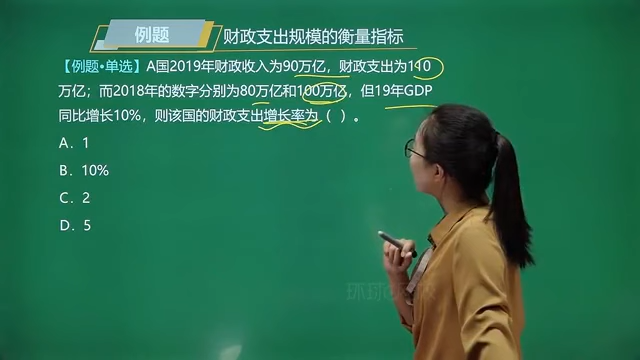 例题
财政支出规模的衡量指标
【例题·单选】A国2019年财政收入为90万亿，财政支出为110
万亿；而2018年的数字分别为80万亿和100万亿，但19年GDP
同比增长10%，则该国的财政支出增长率为（ ）。
A. 1
B. 10%
C. 2
D. 5